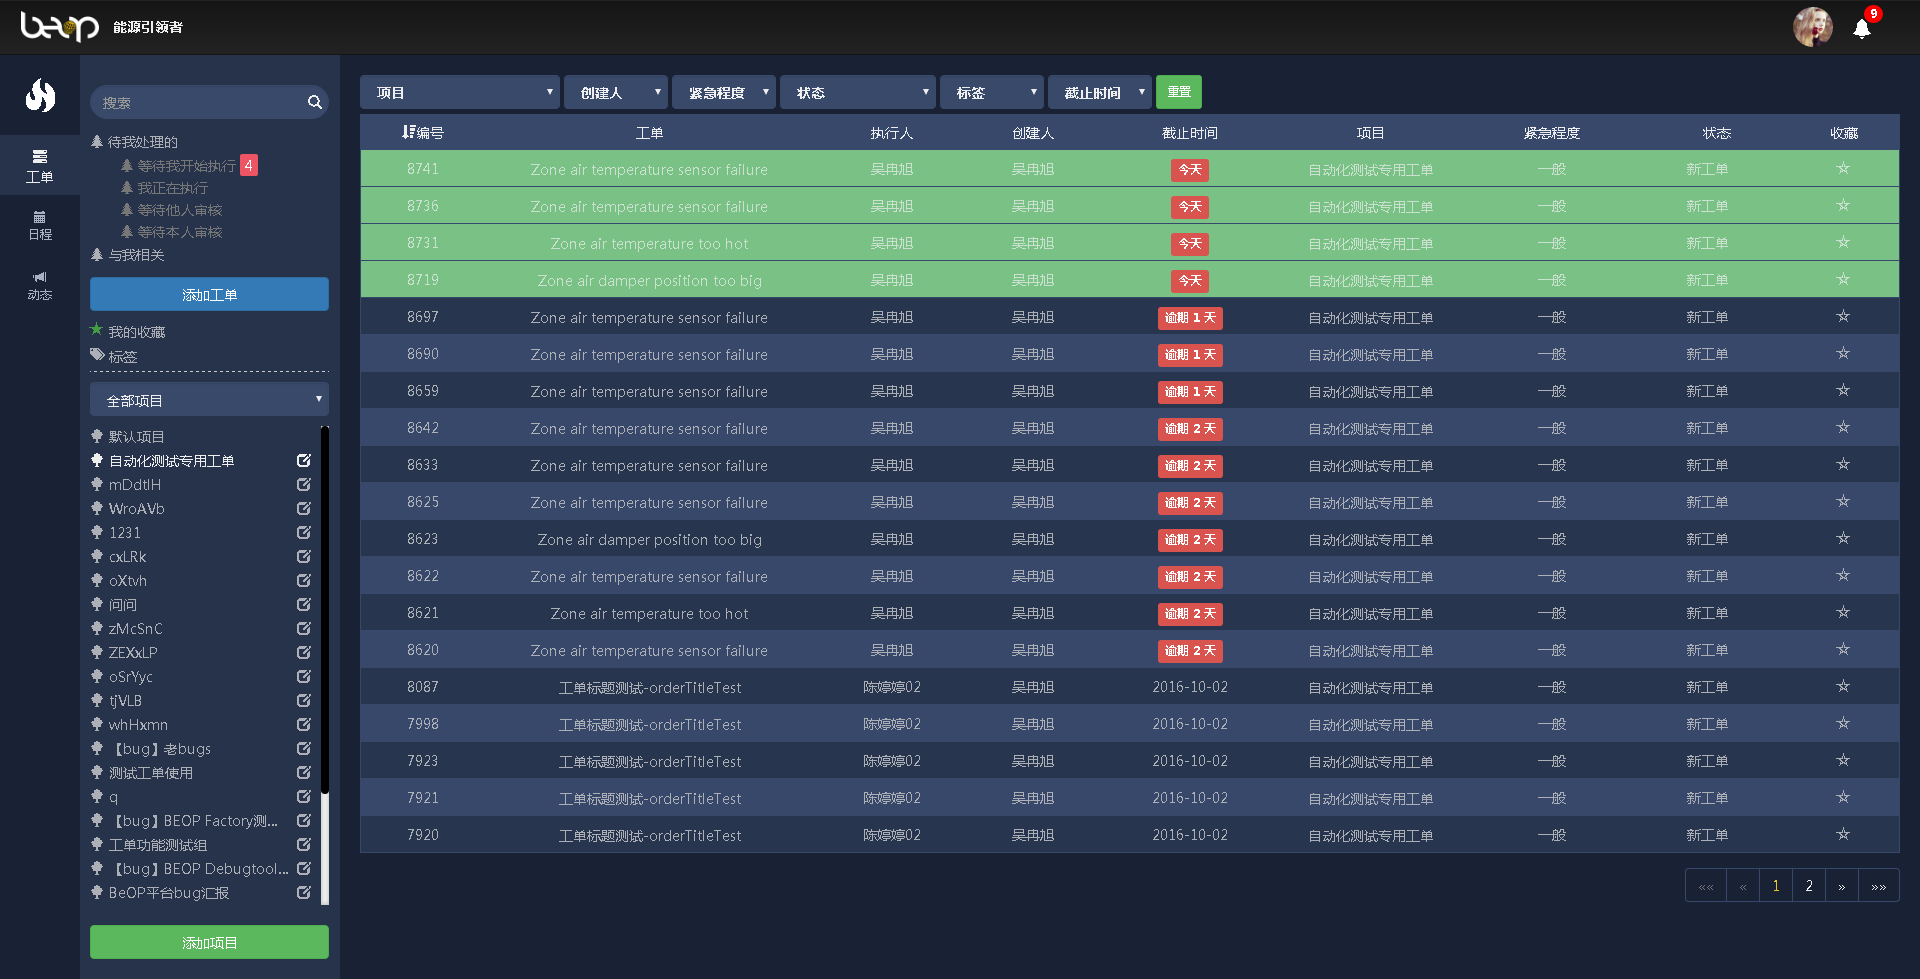 beop 能源引领者
9
搜索
待我处理的
等待我开始执行 4
我正在执行
等待他人审核
等待本人审核
与我相关
工单
日程
动态
添加工单
我的收藏
标签
全部项目
默认项目
自动化测试专用工单
mDdtIH
WroAVb
1231
cxLRk
oXtvh
问问
zMcSnC
ZEXxLP
oSrYyc
tjVLB
whHxmn
【bug】老bugs
测试工单使用
q
【bug】BEOP Factory测...
工单功能测试组
【bug】BEOP Debugtool...
BeOP平台bug汇报
添加项目
项目 创建人 紧急程度 状态 标签 截止时间 重置
编号 工单 执行人 创建人 截止时间 项目 紧急程度 状态 收藏
8741 Zone air temperature sensor failure 吴冉旭 吴冉旭 今天 自动化测试专用工单 一般 新工单
8736 Zone air temperature sensor failure 吴冉旭 吴冉旭 今天 自动化测试专用工单 一般 新工单
8731 Zone air temperature too hot 吴冉旭 吴冉旭 今天 自动化测试专用工单 一般 新工单
8719 Zone air damper position too big 吴冉旭 吴冉旭 今天 自动化测试专用工单 一般 新工单
8697 Zone air temperature sensor failure 吴冉旭 吴冉旭 逾期 1 天 自动化测试专用工单 一般 新工单
8690 Zone air temperature sensor failure 吴冉旭 吴冉旭 逾期 1 天 自动化测试专用工单 一般 新工单
8659 Zone air temperature sensor failure 吴冉旭 吴冉旭 逾期 1 天 自动化测试专用工单 一般 新工单
8642 Zone air temperature sensor failure 吴冉旭 吴冉旭 逾期 2 天 自动化测试专用工单 一般 新工单
8633 Zone air temperature sensor failure 吴冉旭 吴冉旭 逾期 2 天 自动化测试专用工单 一般 新工单
8625 Zone air temperature sensor failure 吴冉旭 吴冉旭 逾期 2 天 自动化测试专用工单 一般 新工单
8623 Zone air damper position too big 吴冉旭 吴冉旭 逾期 2 天 自动化测试专用工单 一般 新工单
8622 Zone air temperature sensor failure 吴冉旭 吴冉旭 逾期 2 天 自动化测试专用工单 一般 新工单
8621 Zone air temperature too hot 吴冉旭 吴冉旭 逾期 2 天 自动化测试专用工单 一般 新工单
8620 Zone air temperature sensor failure 吴冉旭 吴冉旭 逾期 2 天 自动化测试专用工单 一般 新工单
8087 工单标题测试-orderTitleTest 陈婷婷02 吴冉旭 2016-10-02 自动化测试专用工单 一般 新工单
7998 工单标题测试-orderTitleTest 陈婷婷02 吴冉旭 2016-10-02 自动化测试专用工单 一般 新工单
7923 工单标题测试-orderTitleTest 陈婷婷02 吴冉旭 2016-10-02 自动化测试专用工单 一般 新工单
7921 工单标题测试-orderTitleTest 陈婷婷02 吴冉旭 2016-10-02 自动化测试专用工单 一般 新工单
7920 工单标题测试-orderTitleTest 陈婷婷02 吴冉旭 2016-10-02 自动化测试专用工单 一般 新工单
«« « 1 2 » »»